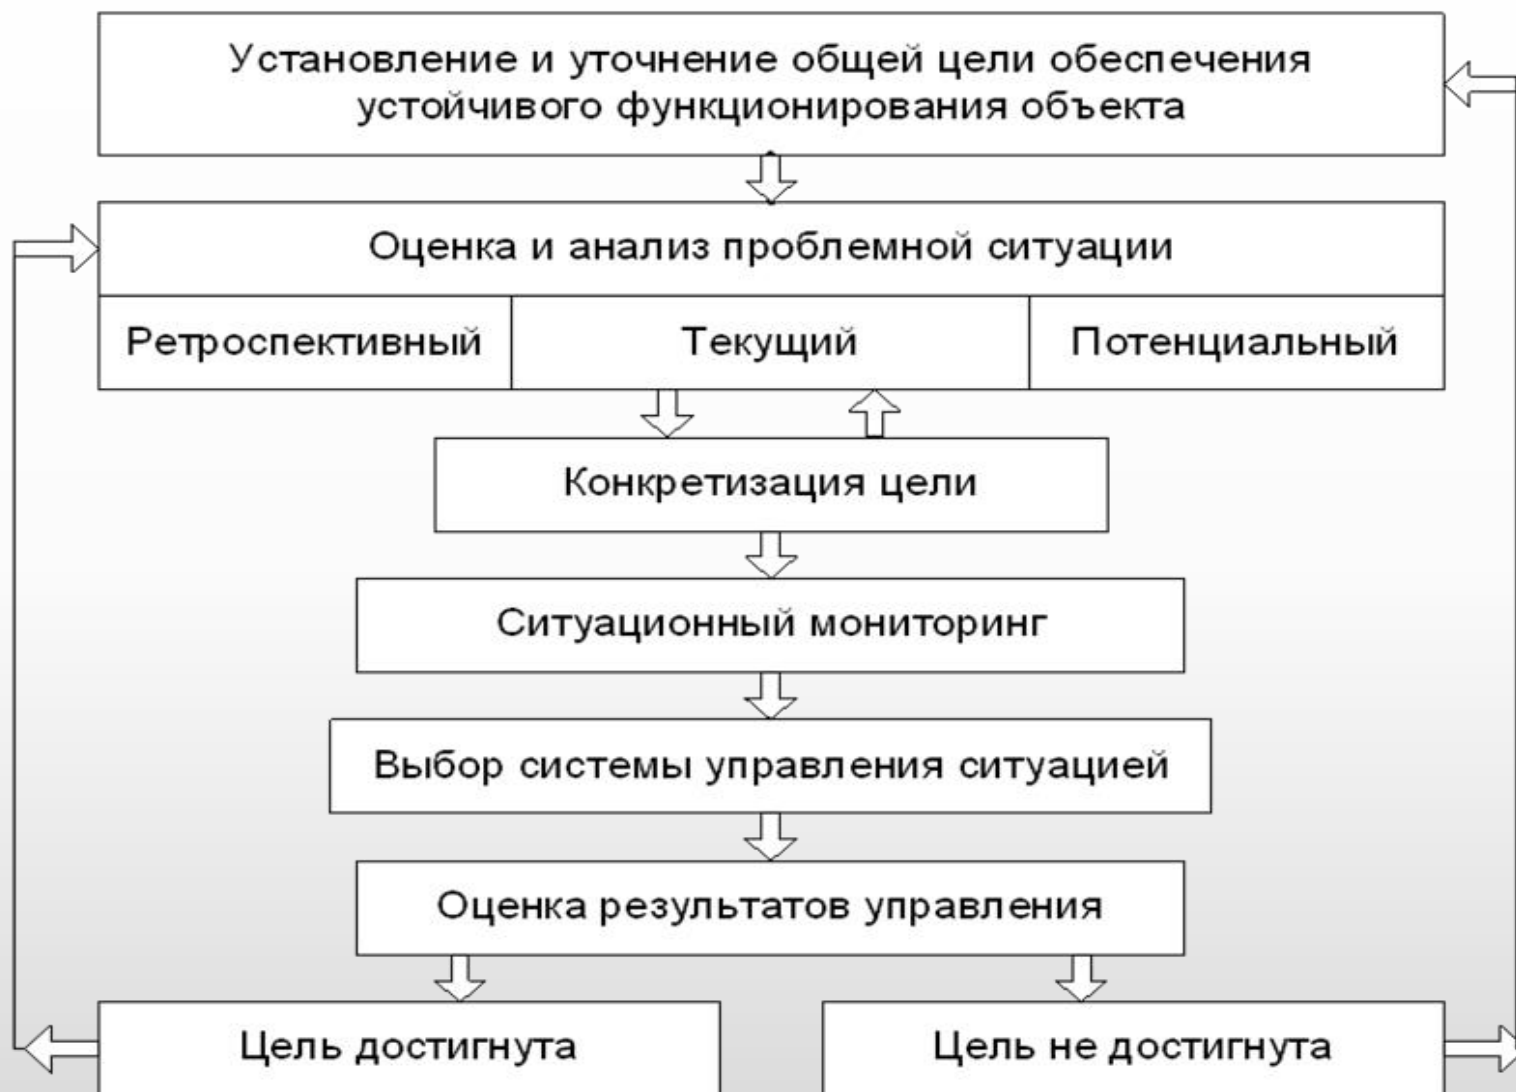 Установление и уточнение общей цели обеспечения
устойчивого функционирования объекта
Оценка и анализ проблемной ситуации
Ретроспективный
Текущий
Потенциальный
Конкретизация цели
Ситуационный мониторинг
Выбор системы управления ситуацией
Оценка результатов управления
Цель достигнута
Цель не достигнута